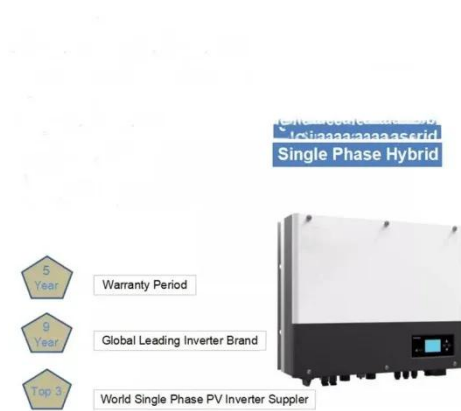 Single Phase Hybrid
5
Year
Warranty Period
9
Year
Global Leading Inverter Brand
Top 3
World Single Phase PV Inverter Suppler